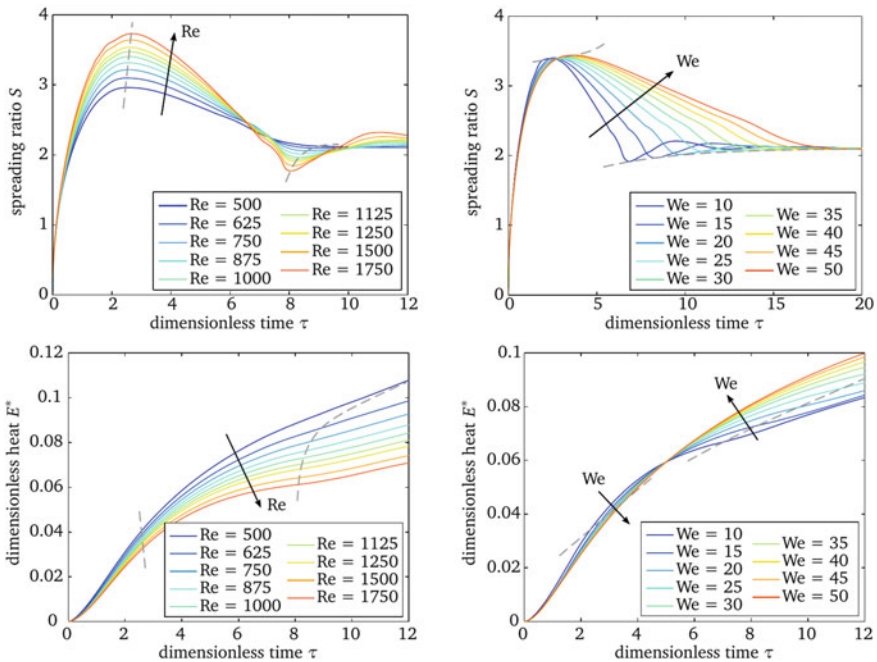 spreading ratio S
5
4
3
2
1
0
Re
Re = 500
Re = 625
Re = 750
Re = 875
Re = 1000
Re = 1125
Re = 1250
Re = 1500
Re = 1750
0 2 4 6 8 10 12
dimensionless time τ
spreading ratio S
5
4
3
2
1
0
We
We = 10
We = 15
We = 20
We = 25
We = 30
We = 35
We = 40
We = 45
We = 50
0 5 10 15 20
dimensionless time τ
dimensionless heat E*
0.12
0.1
0.08
0.06
0.04
0.02
0
Re
Re = 500
Re = 625
Re = 750
Re = 875
Re = 1000
Re = 1125
Re = 1250
Re = 1500
Re = 1750
0 2 4 6 8 10 12
dimensionless time τ
dimensionless heat E*
0.1
0.08
0.06
0.04
0.02
0
We
We
We = 10
We = 15
We = 20
We = 25
We = 30
We = 35
We = 40
We = 45
We = 50
0 2 4 6 8 10 12
dimensionless time τ